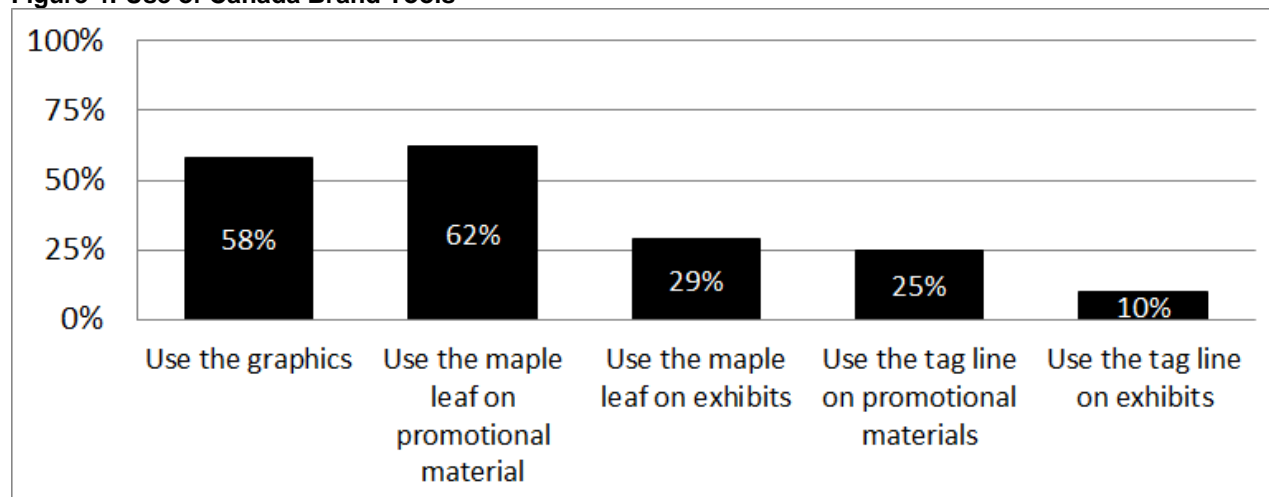 Figure 4. Use of Canada Brand Tools
100%
75%
50%
25%
0%
58%
62%
29%
25%
10%
Use the graphics
Use the maple
leaf on
promotional
material
Use the maple
leaf on exhibits
Use the tag line
on promotional
materials
Use the tag line
on exhibits